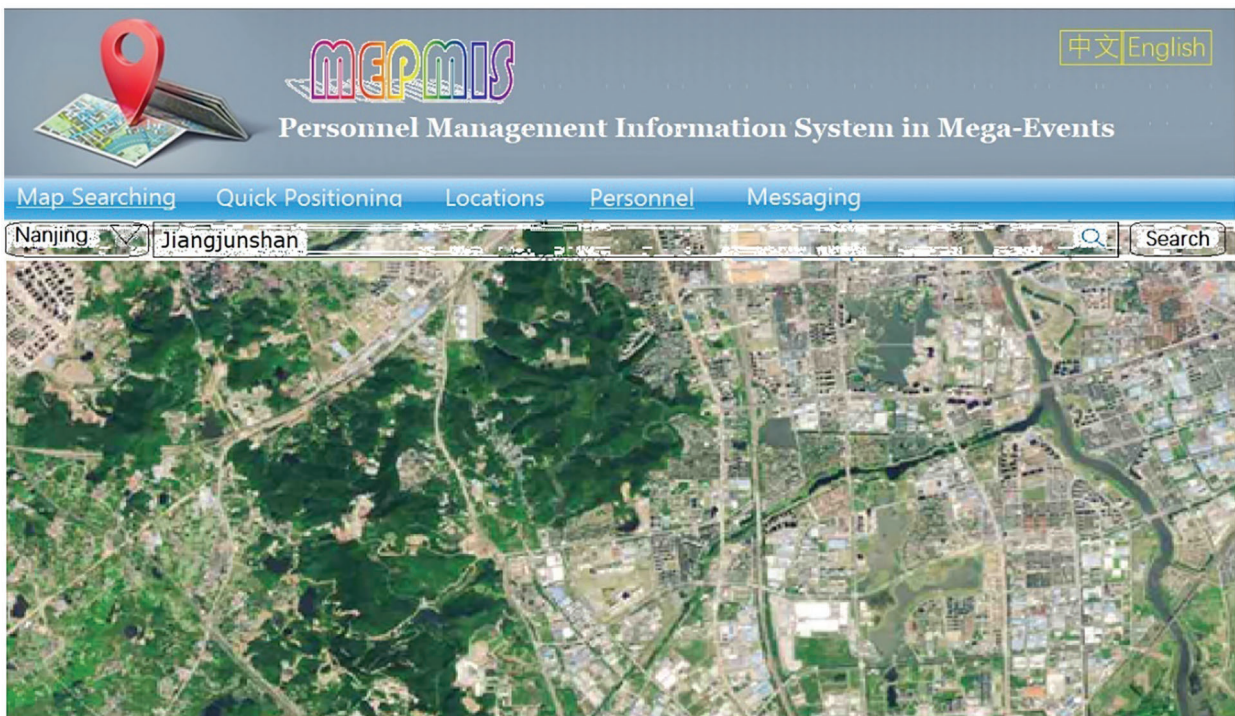 MEPMIS
中文 English
Personnel Management Information System in Mega-Events
Map Searching Quick Positioning Locations Personnel Messaging
Nanjing Jiangjunshan Search